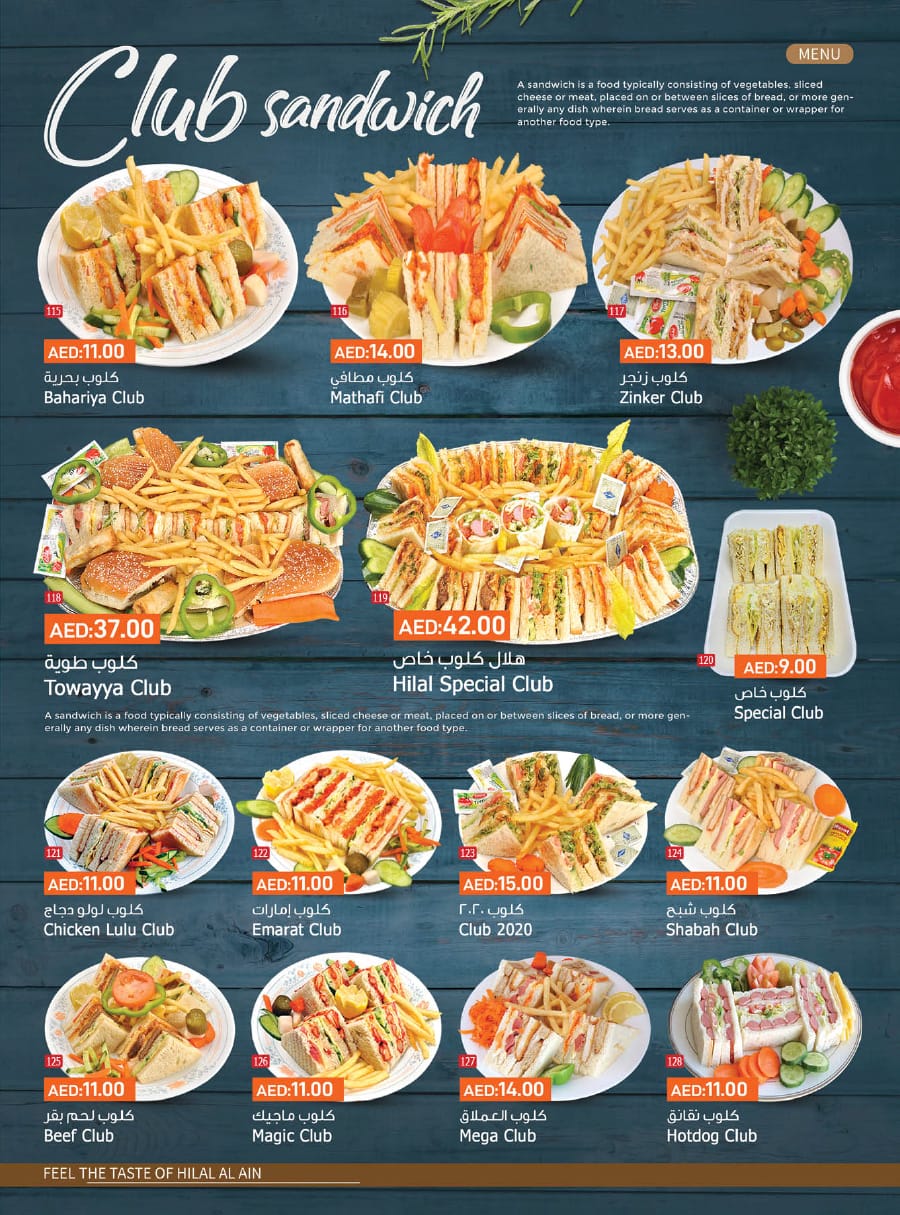 MENU
Club sandwich
A sandwich is a food typically consisting of vegetables, sliced
cheese or meat, placed on or between slices of bread, or more gen-
erally any dish wherein bread serves as a container or wrapper for
another food type.
115
AED:11.00
كلوب بحرية
Bahariya Club
116
AED:14.00
كلوب مطافي
Mathafi Club
117
AED:13.00
كلوب زنجر
Zinker Club
118
AED:37.00
كلوب طوية
Towayya Club
119
AED:42.00
هلال كلوب خاص
Hilal Special Club
120
AED:9.00
كلوب خاص
Special Club
A sandwich is a food typically consisting of vegetables, sliced cheese or meat, placed on or between slices of bread, or more gen-
erally any dish wherein bread serves as a container or wrapper for another food type.
121
AED:11.00
كلوب لولو دجاج
Chicken Lulu Club
122
AED:11.00
كلوب إمارات
Emarat Club
123
AED:15.00
كلوب ٢٠٢٠
Club 2020
124
AED:11.00
كلوب شبح
Shabah Club
125
AED:11.00
كلوب لحم بقر
Beef Club
126
AED:11.00
كلوب ماجيك
Magic Club
127
AED:14.00
كلوب العملاق
Mega Club
128
AED:11.00
كلوب نقانق
Hotdog Club
FEEL THE TASTE OF HILAL AL AIN